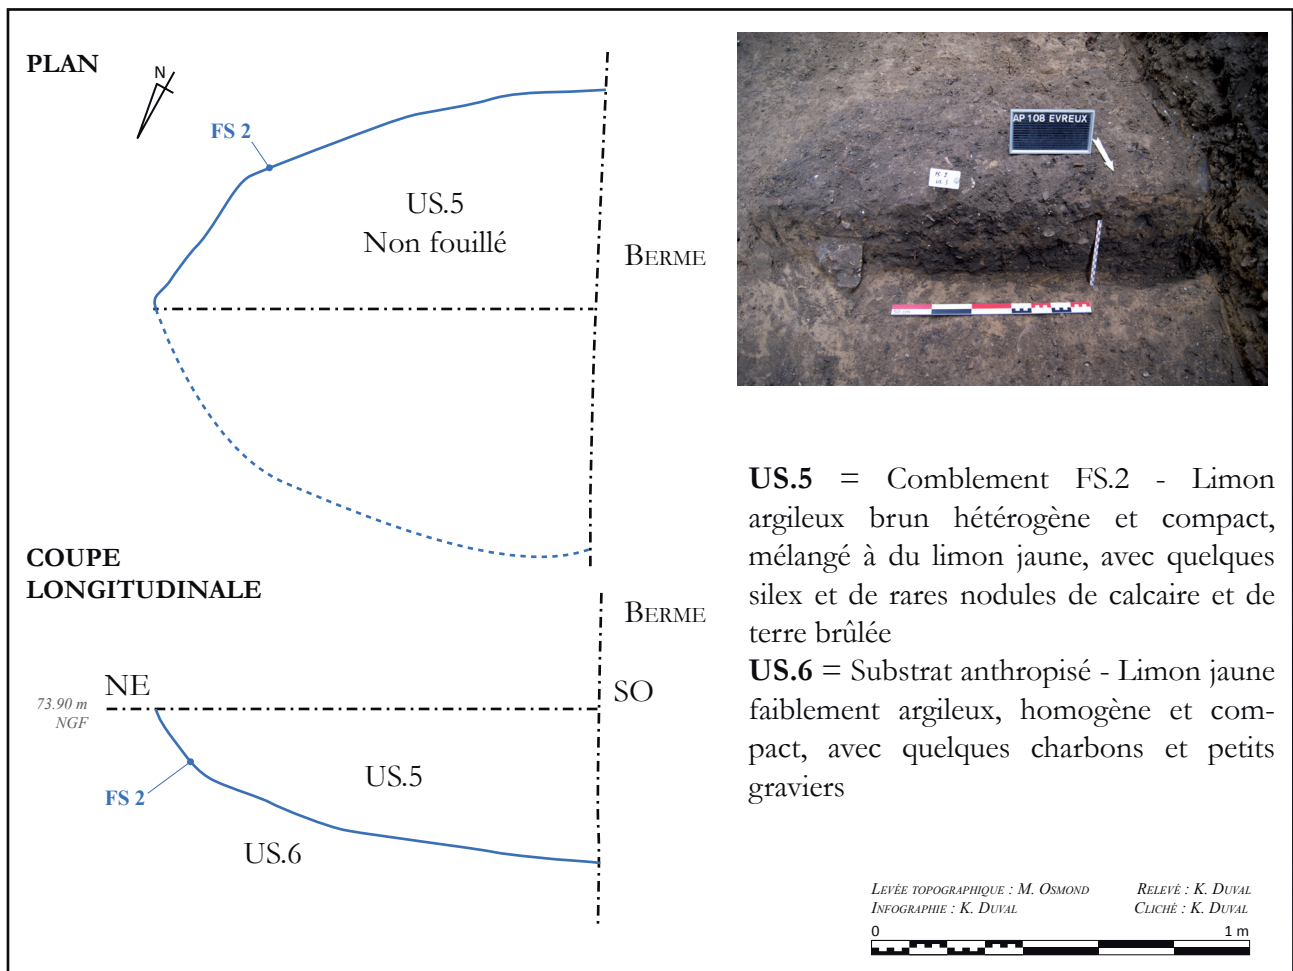 PLAN
N
FS 2
US.5
Non fouillé
BERME
AP 108 EVREUX
COUPE
LONGITUDINALE
BERME
NE
SO
73.90 m
NGF
US.5
FS 2
US.6
US.5 = Comblement FS.2 - Limon
argileux brun hétérogène et compact,
mélangé à du limon jaune, avec quelques
silex et de rares nodules de calcaire et de
terre brûlée
US.6 = Substrat anthropisé - Limon jaune
faiblement argileux, homogène et com-
pact, avec quelques charbons et petits
graviers
LEVÉE TOPOGRAPHIQUE : M. OSMOND RELEVÉ : K. DUVAL
INFOGRAPHIE : K. DUVAL CLICHÉ : K. DUVAL
0 1 m